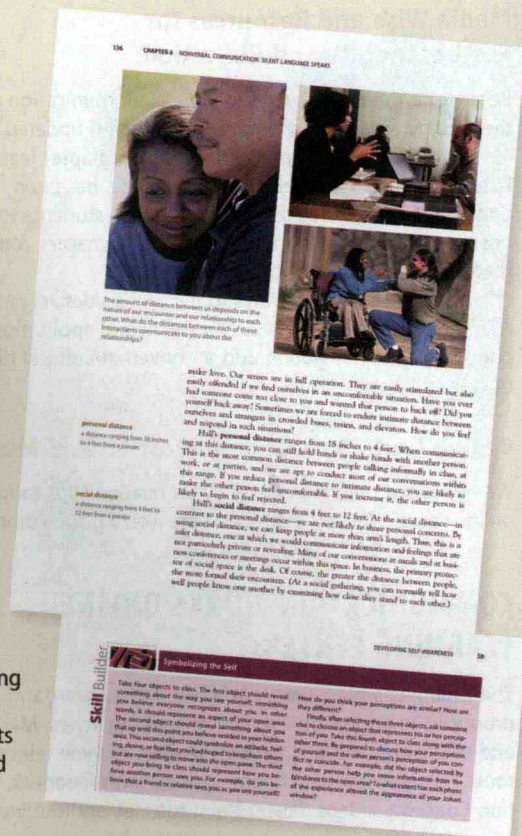 136 CHAPTER 6 NONVERBAL COMMUNICATION: SILENT LANGUAGE SPEAKS
The amount of distance between us depends on the
nature of our encounter and our relationship to each
other. What do the distances between each of these
interactants communicate to you about the
relationships?
make love. Our senses are in full operation. They are easily stimulated but also
easily offended if we find ourselves in an uncomfortable situation. Have you ever
had someone come too close to you and wanted that person to back off? Did you
yourself back away? Sometimes we are forced to endure intimate distance between
ourselves and strangers in crowded buses, trains, and elevators. How do you feel
and respond in such situations?
personal distance
a distance ranging from 18 inches
to 4 feet from a person
Hall's personal distance ranges from 18 inches to 4 feet. When communicat-
ing at this distance, you can still hold hands or shake hands with another person.
This is the most common distance between people talking informally in class, at
work, or at parties, and we are apt to conduct most of our conversations within
this range. If you reduce personal distance to intimate distance, you are likely to
make the other person feel uncomfortable. If you increase it, the other person is
likely to begin to feel rejected.
social distance
a distance ranging from 4 feet to
12 feet from a person
Hall's social distance ranges from 4 feet to 12 feet. At the social distance—in
contrast to the personal distance—we are not likely to share personal concerns. By
using social distance, we can keep people at more than arm's length. Thus, this is a
safer distance, one at which we would communicate information and feelings that are
not particularly private or revealing. Many of our conversations at meals and at busi-
ness conferences or meetings occur within this space. In business, the primary protec-
tor of social space is the desk. Of course, the greater the distance between people,
the more formal their encounters. (At a social gathering, you can normally tell how
well people know one another by examining how close they stand to each other.)
ing
ts
d
DEVELOPING SELF-AWARENESS 59
Skill Builder
Symbolizing the Self
Take four objects to class. The first object should reveal
something about the way you see yourself, something
you believe everyone recognizes about you. In other
words, it should represent an aspect of your open area.
The second object should reveal something about you
that up until this point you believe resided in your hidden
area. This second object could symbolize an attitude, feel-
ing, desire, or fear that you had hoped to keep from others
but are now willing to move into the open pane. The third
object you bring to class should represent how you be-
lieve another person sees you. For example, do you be-
lieve that a friend or relative sees you as you see yourself?
How do you think your perceptions are similar? How are
they different?
Finally, after selecting these three objects, ask someone
else to choose an object that represents his or her percep-
tion of you. Take this fourth object to class along with the
other three. Be prepared to discuss how your perceptions
of yourself and the other person's perception of you con-
flict or coincide. For example, did the object selected by
the other person help you move information from the
blind area to the open area? To what extent has each phase
of the experience altered the appearance of your Johari
window?